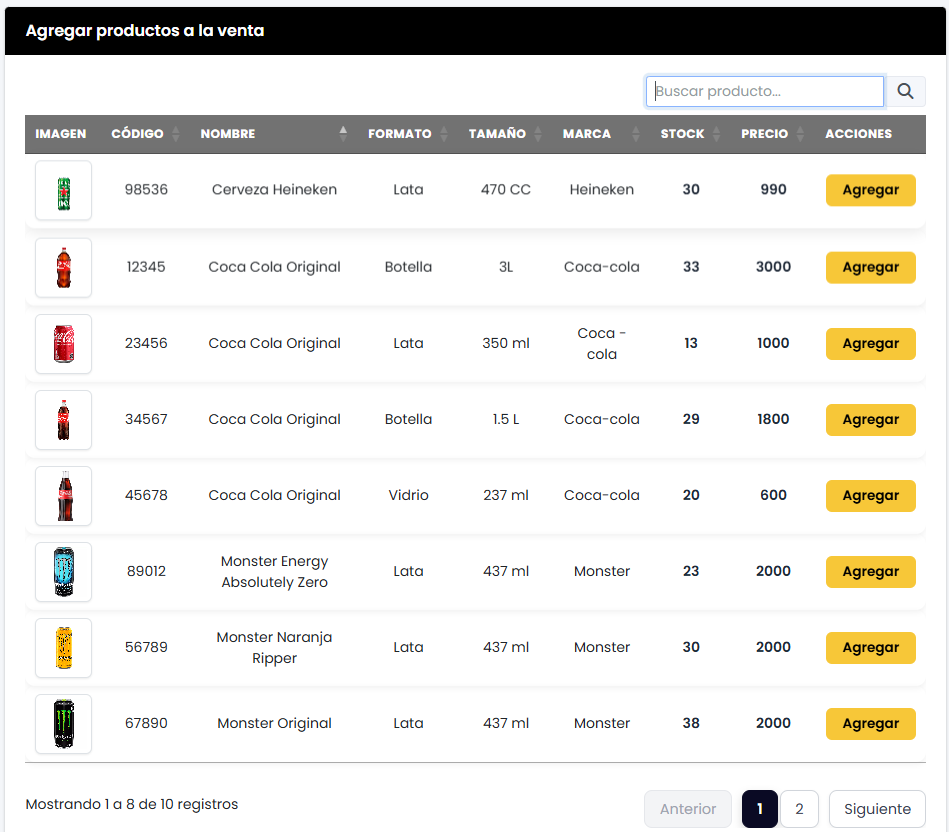 Agregar productos a la venta
Buscar producto...
IMAGEN CÓDIGO NOMBRE FORMATO TAMAÑO MARCA STOCK PRECIO ACCIONES
98536 Cerveza Heineken Lata 470 CC Heineken 30 990 Agregar
12345 Coca Cola Original Botella 3L Coca-cola 33 3000 Agregar
23456 Coca Cola Original Lata 350 ml Coca - cola 13 1000 Agregar
34567 Coca Cola Original Botella 1.5 L Coca-cola 29 1800 Agregar
45678 Coca Cola Original Vidrio 237 ml Coca-cola 20 600 Agregar
89012 Monster Energy Absolutely Zero Lata 437 ml Monster 23 2000 Agregar
56789 Monster Naranja Ripper Lata 437 ml Monster 30 2000 Agregar
67890 Monster Original Lata 437 ml Monster 38 2000 Agregar
Mostrando 1 a 8 de 10 registros
Anterior 1 2 Siguiente